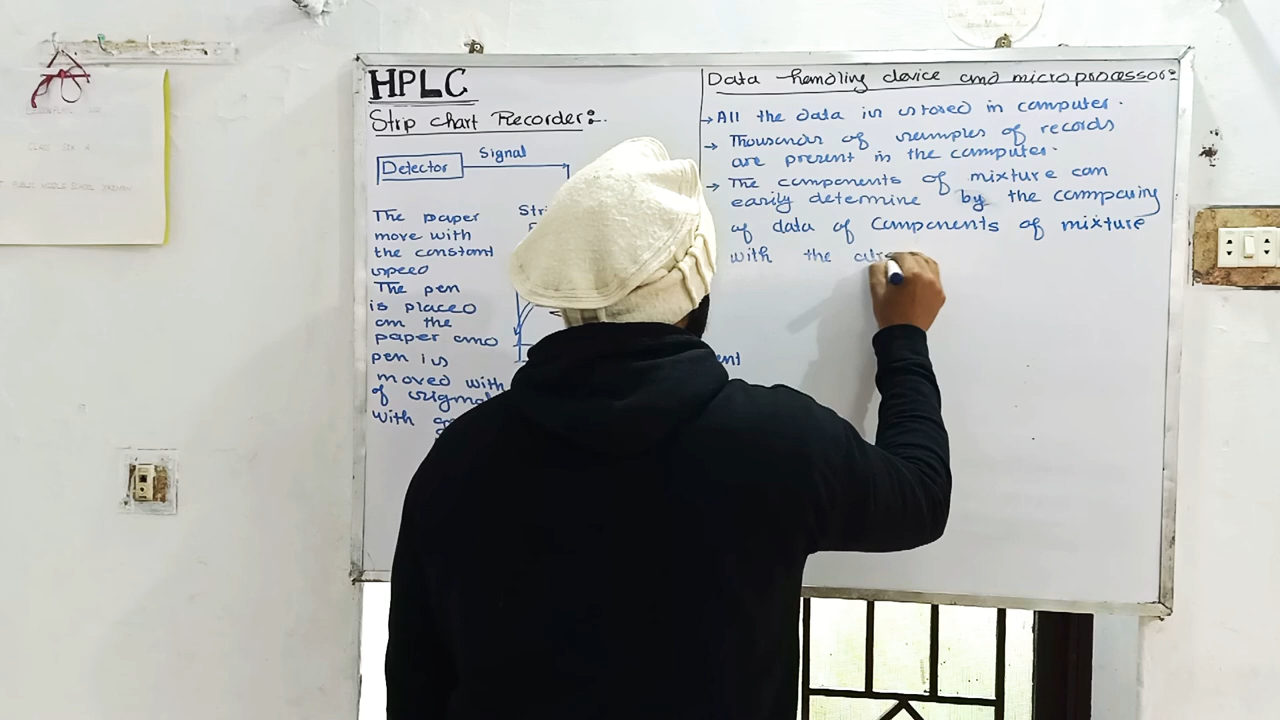 HPLC
Strip chart Recorder:-.
Detector
Signal
The paper
move with
the constant
speed
The pen
is placed
on the
paper and
pen is
moved with
of signal
with
Data handling device and microprocessor:
→ All the data is stored in computer.
→ Thousands of examples of records
are present in the computer.
→ The components of mixture can
easily determine by the comparing
of data of components of mixture
with the